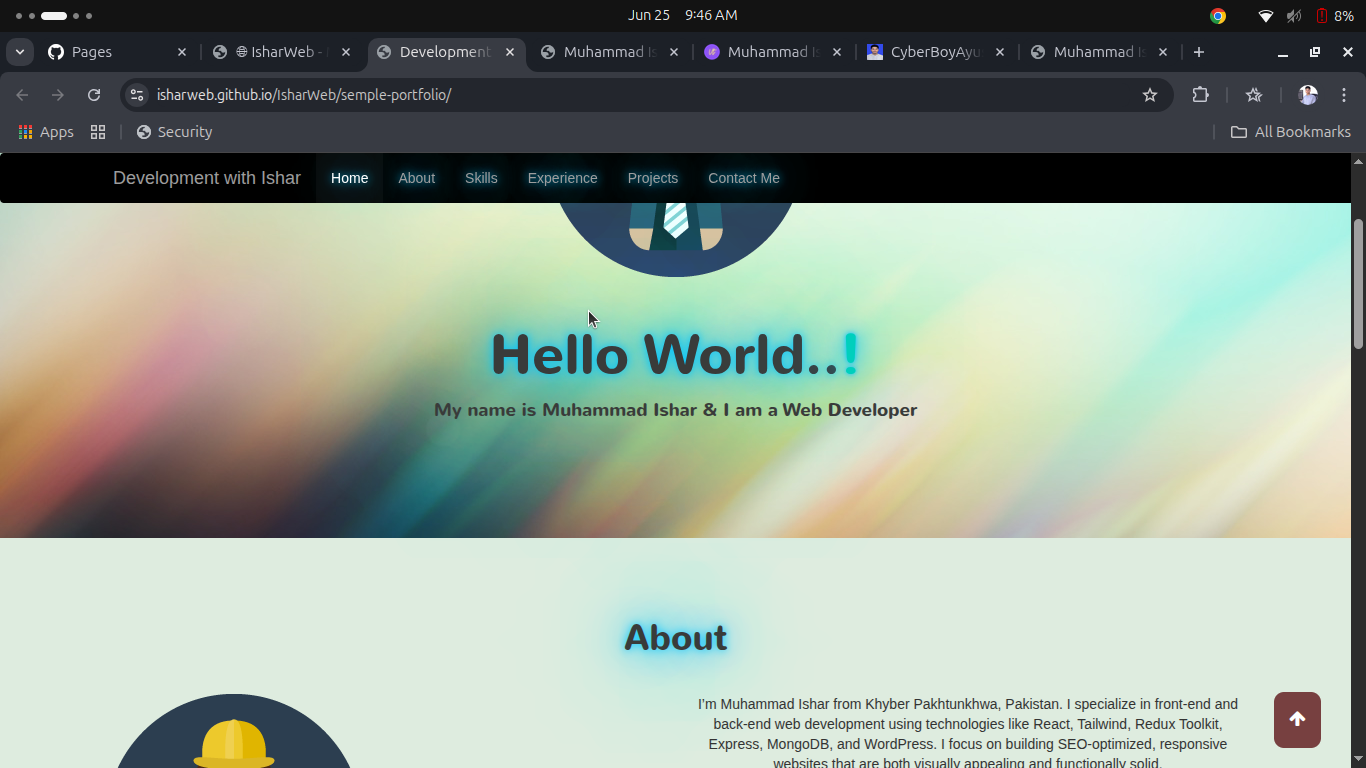 Jun 25 9:46 AM
8%
Pages
IsharWeb -
Development
Muhammad Is
Muhammad Is
CyberBoyAyu
Muhammad Is
isharweb.github.io/IsharWeb/semple-portfolio/
Apps
Security
All Bookmarks
Development with Ishar
Home
About
Skills
Experience
Projects
Contact Me
Hello World..!
My name is Muhammad Ishar & I am a Web Developer
About
I'm Muhammad Ishar from Khyber Pakhtunkhwa, Pakistan. I specialize in front-end and
back-end web development using technologies like React, Tailwind, Redux Toolkit,
Express, MongoDB, and WordPress. I focus on building SEO-optimized, responsive
websites that are both visually appealing and functionally solid.